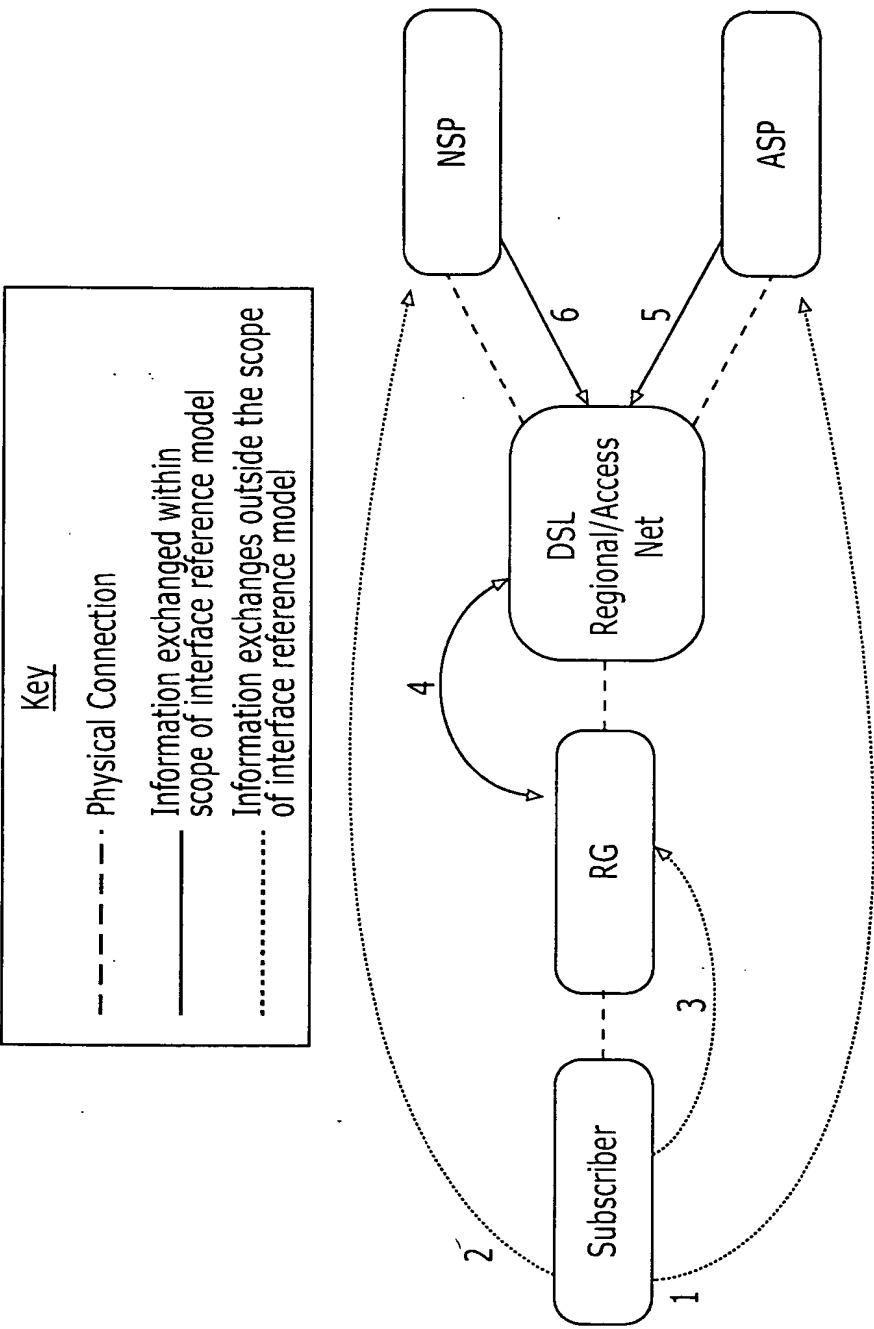 Key
Physical Connection
Information exchanged within
scope of interface reference model
Information exchanges outside the scope
of interface reference model
2
1
Subscriber
3
RG
4
DSL
Regional/Access
Net
6
5
NSP
ASP